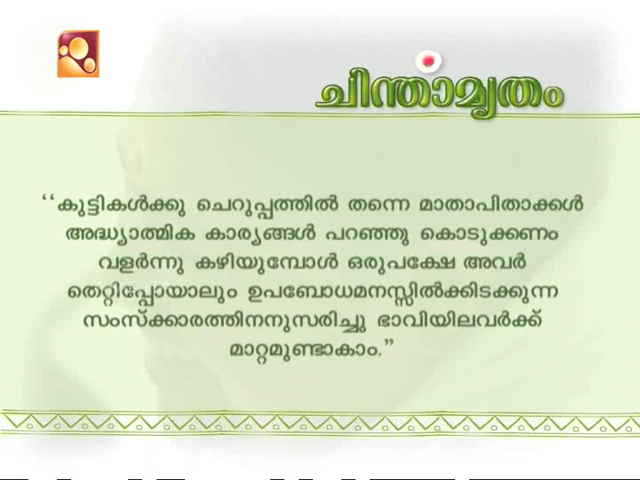 ചിന്താമൃതം
‘‘കുട്ടികൾക്കു ചെറുപ്പത്തിൽ തന്നെ മാതാപിതാക്കൾ
അദ്ധ്യാത്മിക കാര്യങ്ങൾ പറഞ്ഞു കൊടുക്കണം
വളർന്നു കഴിയുമ്പോൾ ഒരുപക്ഷേ അവർ
തെറ്റിപ്പോയാലും ഉപബോധമനസ്സിൽക്കിടക്കുന്ന
സംസ്ക്കാരത്തിനനുസരിച്ചു ഭാവിയിലവർക്ക്
മാറ്റമുണ്ടാകാം.”